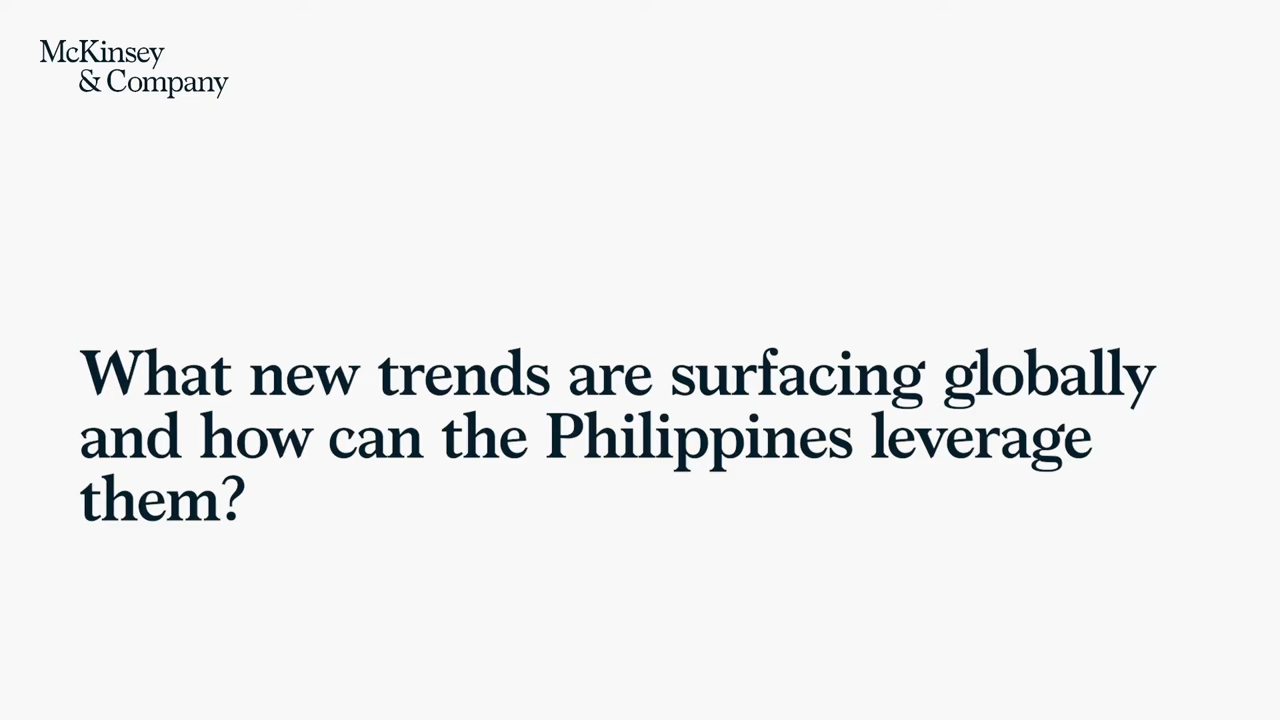 McKinsey
& Company
What new trends are surfacing globally
and how can the Philippines leverage
them?